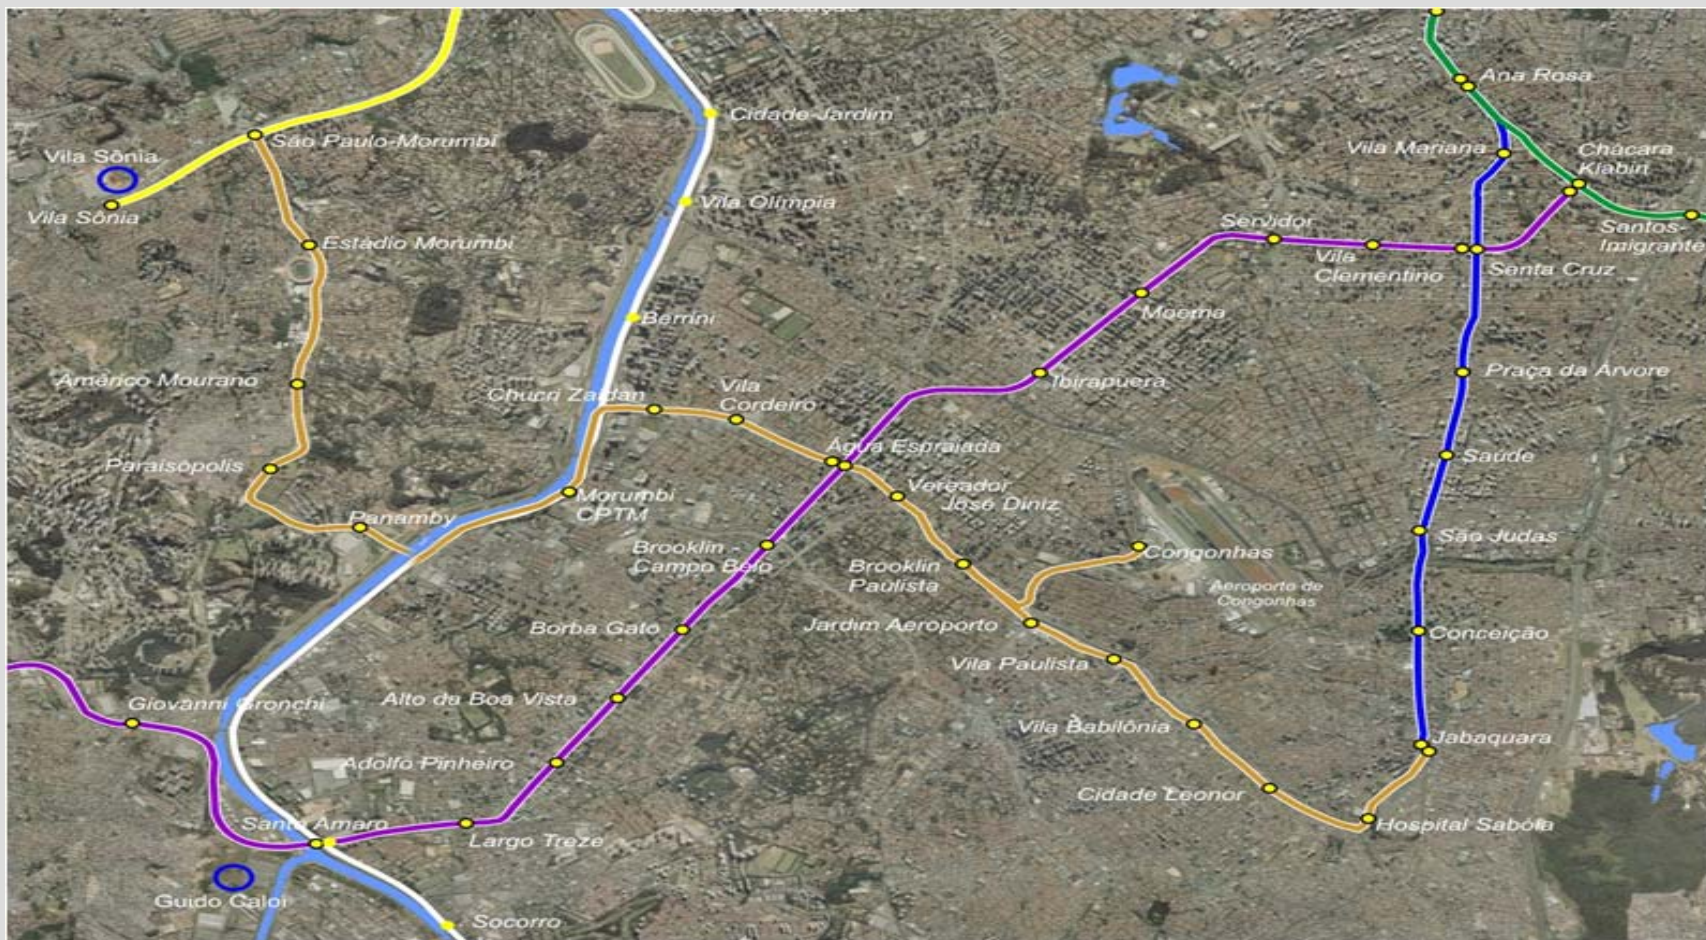 Ana Rosa
Cidade Jardim
São Paulo-Morumbi
Vila Sônia
Vila Mariana
Chácara
Klabin
Vila Sônia
Vila Olímpia
Servidor
Santos-
Imigrante
Estádio Morumbi
Vila
Clementino
Santa Cruz
Moema
Berrini
Américo Mourano
Chucri Zaidan
Vila
Cordeiro
Ibirapuera
Praça da Árvore
Água Espraiada
Paraisópolis
Saúde
Morumbi
CPTM
Vereador
José Diniz
Panamby
São Judas
Brooklin -
Campo Belo
Brooklin
Paulista
Congonhas
Aeroporto de
Congonhas
Borba Gato
Jardim Aeroporto
Conceição
Vila Paulista
Alto da Boa Vista
Giovanni Gronchi
Vila Babilônia
Jabaquara
Adolfo Pinheiro
Cidade Leonor
Santo Amaro
Largo Treze
Hospital Sabóia
Guido Caloi
Socorro